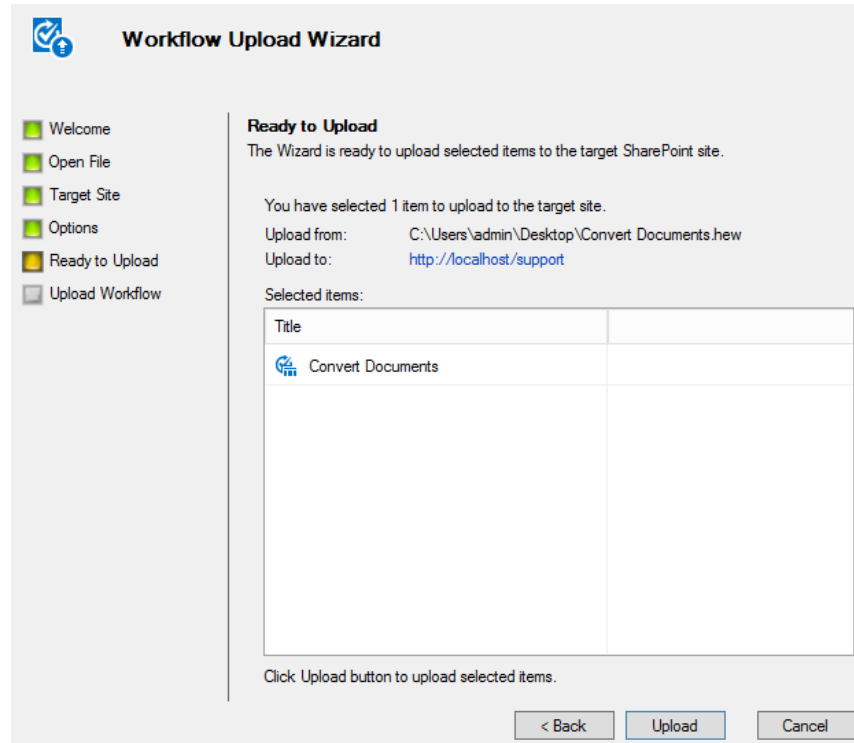 Workflow Upload Wizard
Welcome
Open File
Target Site
Options
Ready to Upload
Upload Workflow
Ready to Upload
The Wizard is ready to upload selected items to the target SharePoint site.
You have selected 1 item to upload to the target site.
Upload from: C:\Users\admin\Desktop\Convert Documents.hew
Upload to: http://localhost/support
Selected items:
Title
Convert Documents
Click Upload button to upload selected items.
< Back Upload Cancel